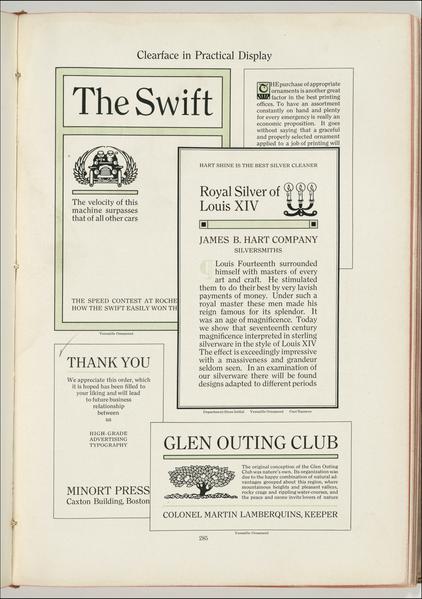 Clearface in Practical Display
The Swift
The velocity of this
machine surpasses
that of all other cars
THE SPEED CONTEST AT ROCHE
HOW THE SWIFT EASILY WON TH
Versatile Ornament
THE purchase of appropriate
ornaments is another great
factor in the best printing
offices. To have an assortment
constantly on hand and plenty
for every emergency is really an
economic proposition. It goes
without saying that a graceful
and properly selected ornament
applied to a job of printing will
HART SHINE IS THE BEST SILVER CLEANER
Royal Silver of
Louis XIV
JAMES B. HART COMPANY
SILVERSMITHS
¶ Louis Fourteenth surrounded
himself with masters of every
art and craft. He stimulated
them to do their best by very lavish
payments of money. Under such a
royal master these men made his
reign famous for its splendor. It
was an age of magnificence. Today
we show that seventeenth century
magnificence interpreted in sterling
silverware in the style of Louis XIV
The effect is exceedingly impressive
with a massiveness and grandeur
seldom seen. In an examination of
our silverware there will be found
designs adapted to different periods
Versatile Ornament
THANK YOU
We appreciate this order, which
it is hoped has been filled to
your liking and will lead
to future business
relationship
between
us
HIGH-GRADE
ADVERTISING
TYPOGRAPHY
MINORT PRESS
Caxton Building, Boston
GLEN OUTING CLUB
The original conception of the Glen Outing
Club was nature's own. Its organization was
due to the happy combination of natural ad-
vantages grouped about this region, where
mountainous heights and pleasant valleys,
rocky crags and rippling water-courses, and
the peace and ozone invite lovers of nature
COLONEL MARTIN LAMBERQUINS, KEEPER
Versatile Ornament
285